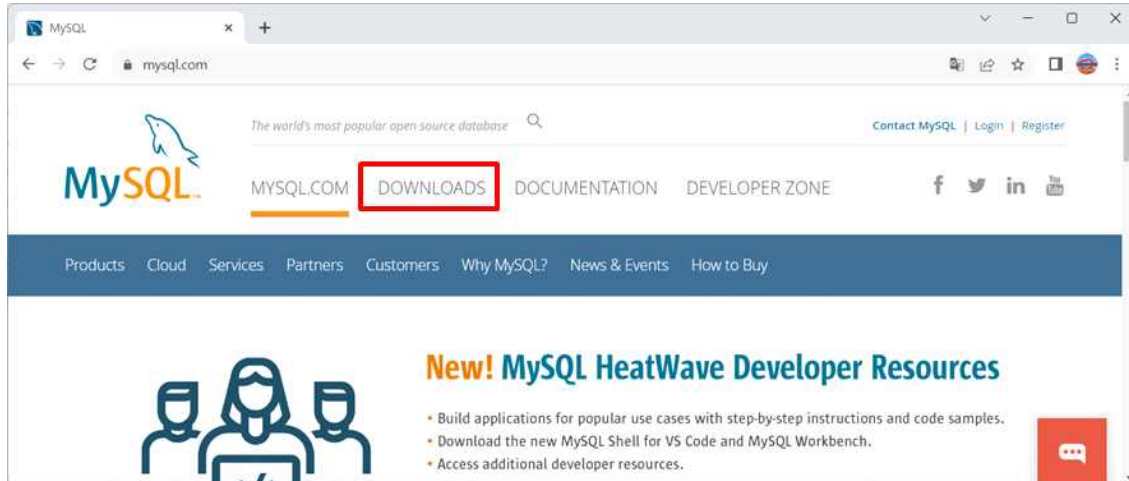 MySQL
mysql.com
The world's most popular open source database
Contact MySQL | Login | Register
MySQL
MYSQL.COM DOWNLOADS DOCUMENTATION DEVELOPER ZONE
f in You Tube
Products Cloud Services Partners Customers Why MySQL? News & Events How to Buy
New! MySQL HeatWave Developer Resources
• Build applications for popular use cases with step-by-step instructions and code samples.
• Download the new MySQL Shell for VS Code and MySQL Workbench.
• Access additional developer resources.